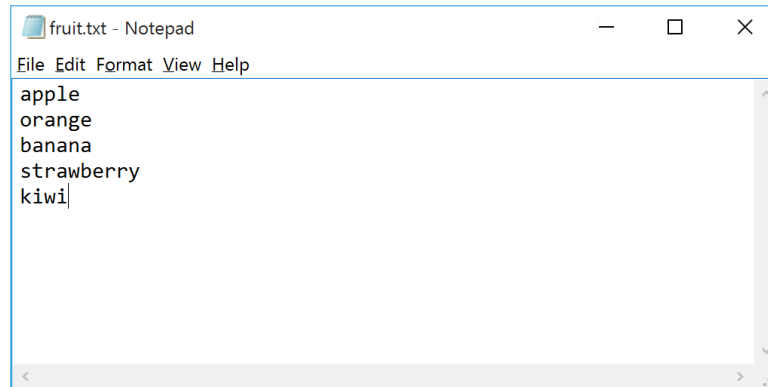 fruit.txt - Notepad
File Edit Format View Help
apple
orange
banana
strawberry
kiwi